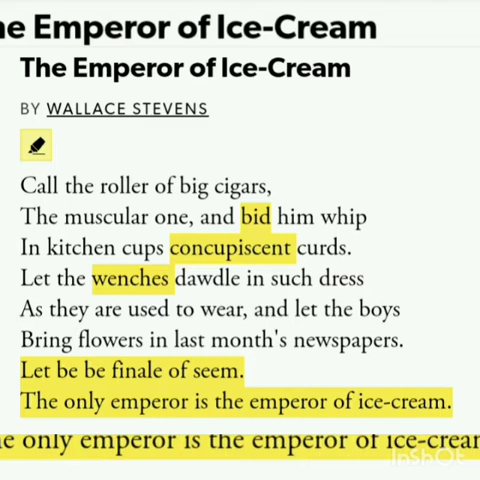 he Emperor of Ice-Cream
The Emperor of Ice-Cream
BY WALLACE STEVENS
Call the roller of big cigars,
The muscular one, and bid him whip
In kitchen cups concupiscent curds.
Let the wenches dawdle in such dress
As they are used to wear, and let the boys
Bring flowers in last month's newspapers.
Let be be finale of seem.
The only emperor is the emperor of ice-cream.
he only emperor is the emperor of ice-crea
InShOt